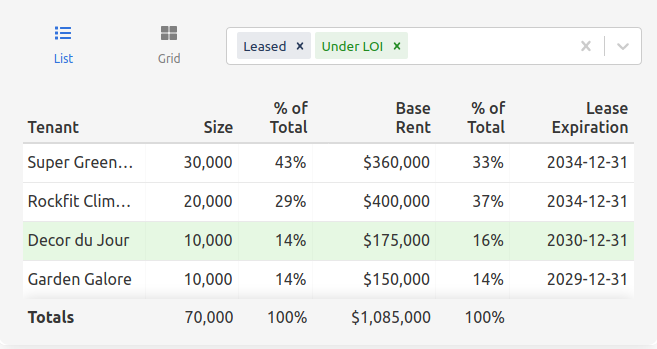 List Grid Leased × Under LOI ×
Tenant Size % of Total Base Rent % of Total Lease Expiration
Super Green… 30,000 43% $360,000 33% 2034-12-31
Rockfit Clim… 20,000 29% $400,000 37% 2034-12-31
Decor du Jour 10,000 14% $175,000 16% 2030-12-31
Garden Galore 10,000 14% $150,000 14% 2029-12-31
Totals 70,000 100% $1,085,000 100%